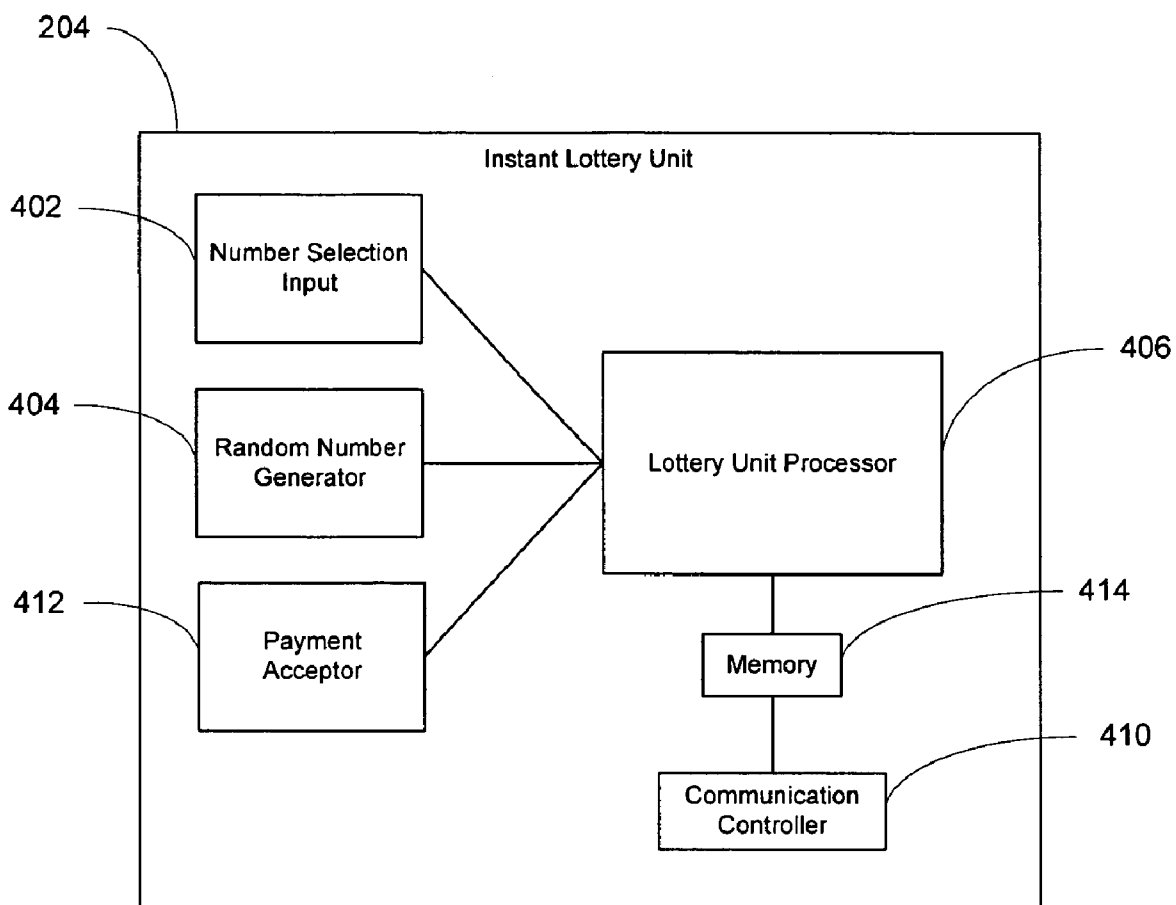 204
Instant Lottery Unit
402
Number Selection
Input
406
404
Random Number
Generator
Lottery Unit Processor
412
Payment
Acceptor
414
Memory
410
Communication
Controller